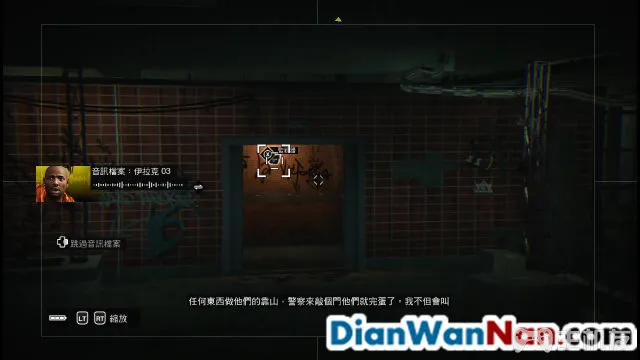 音訊檔案：伊拉克 03
跳過音訊檔案
任何東西做他們的靠山，警察來敲個門他們就完蛋了，我不但會叫
LT RT 縮放
DianWanNan.com